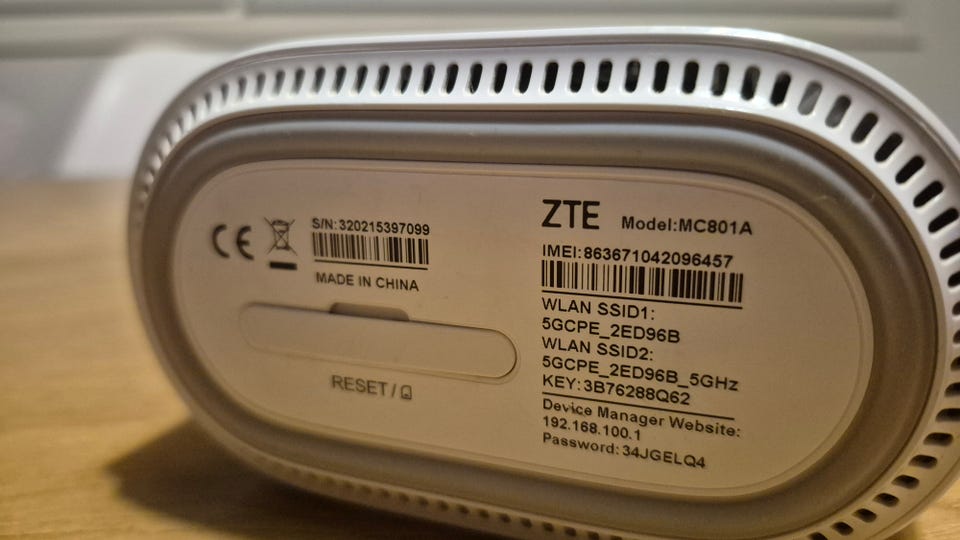 S/N:320215397099
MADE IN CHINA
RESET/
ZTE Model:MC801A
IMEI:863671042096457
WLAN SSID1:
5GCPE_2ED96B
WLAN SSID2:
5GCPE_2ED96B_5GHz
KEY:3B76288Q62
Device Manager Website:
192.168.100.1
Password:34JGELQ4